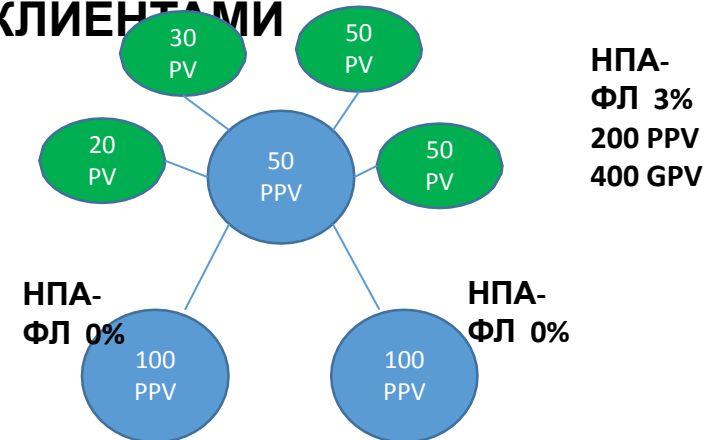 КЛИЕНТАМИ
30
PV
50
PV
НПА-
ФЛ 3%
200 PPV
400 GPV
20
PV
50
PPV
50
PV
НПА-
ФЛ 0%
НПА-
ФЛ 0%
100
PPV
100
PPV